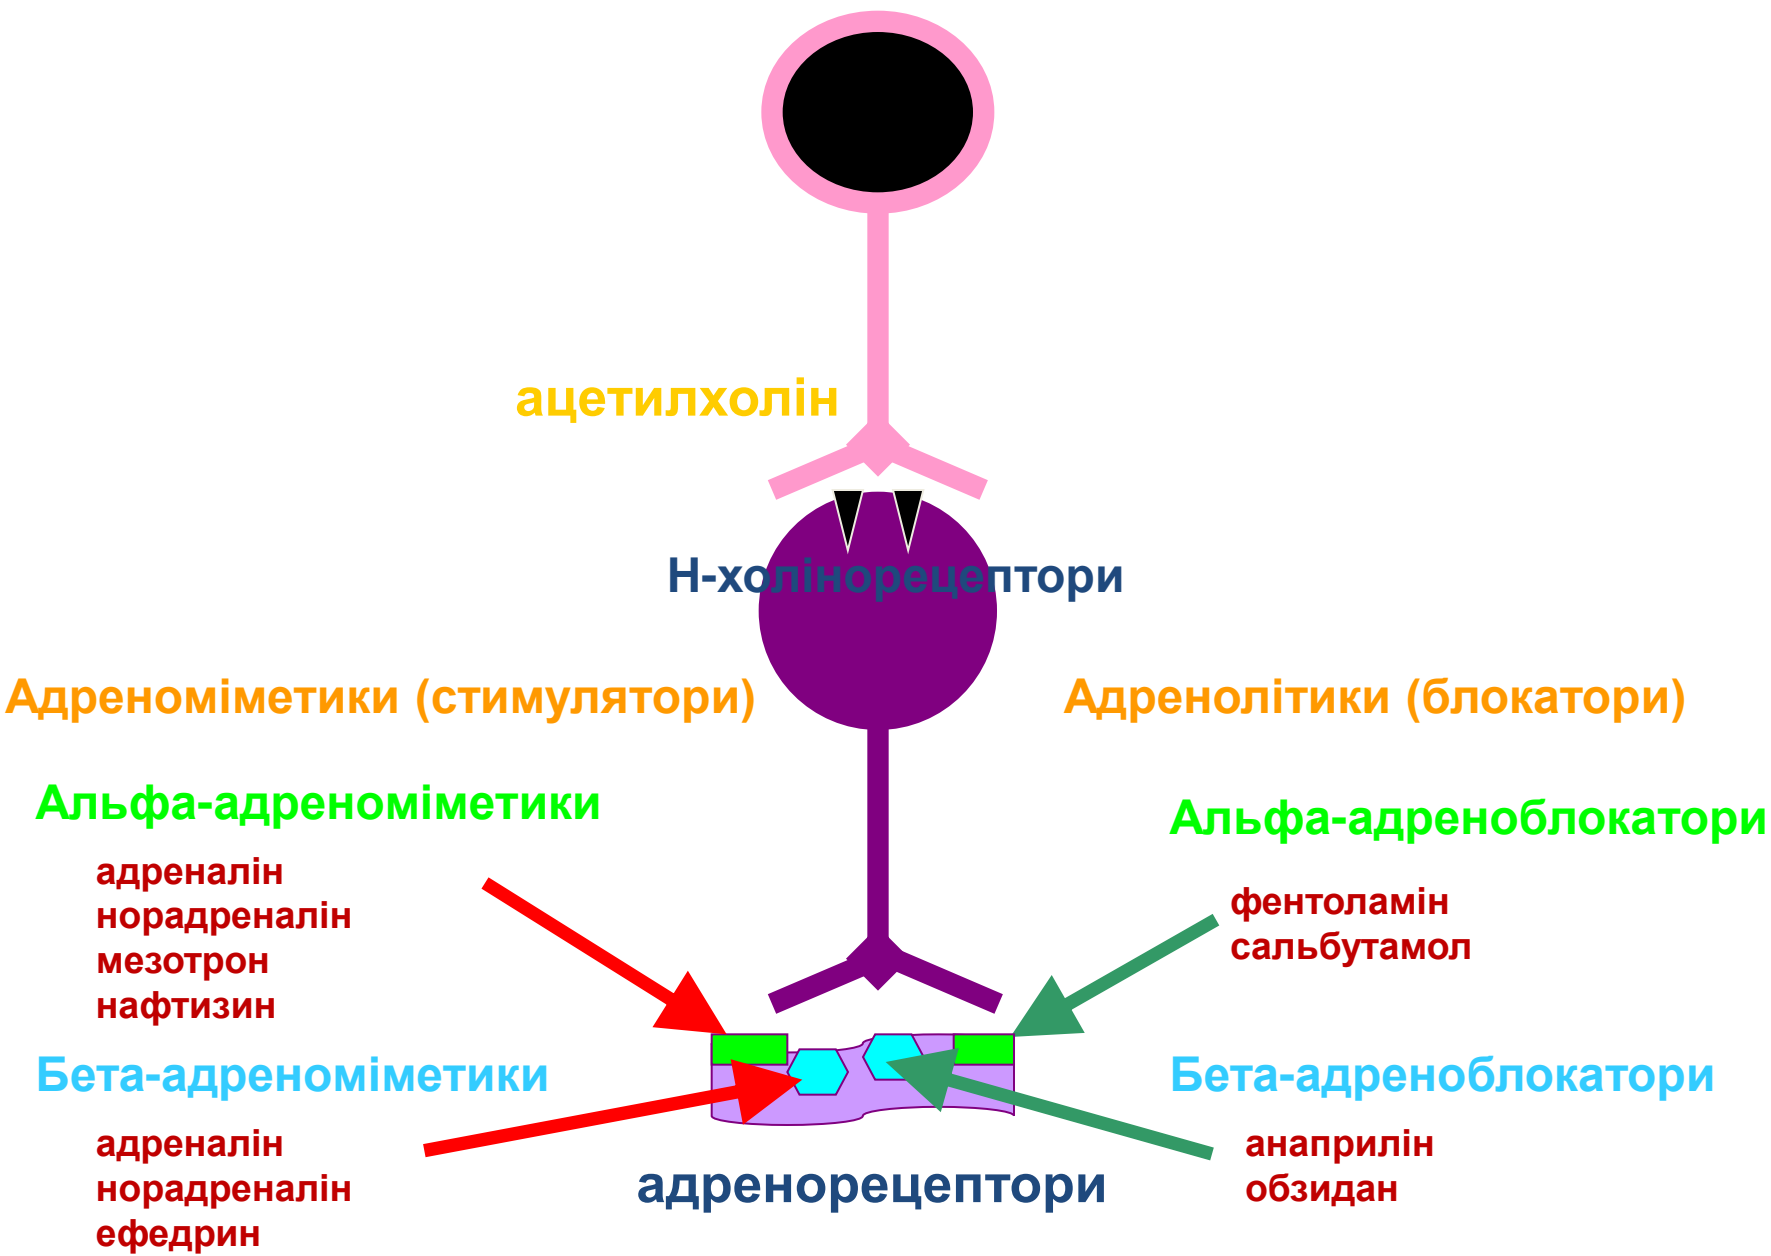 ацетилхолін
Н-холінорецептори
Адреноміметики (стимулятори)
Адренолітики (блокатори)
Альфа-адреноміметики
адреналін
норадреналін
мезотрон
нафтизин
Альфа-адреноблокатори
фентоламін
сальбутамол
Бета-адреноміметики
адреналін
норадреналін
ефедрин
Бета-адреноблокатори
анаприлін
обзидан
адренорецептори